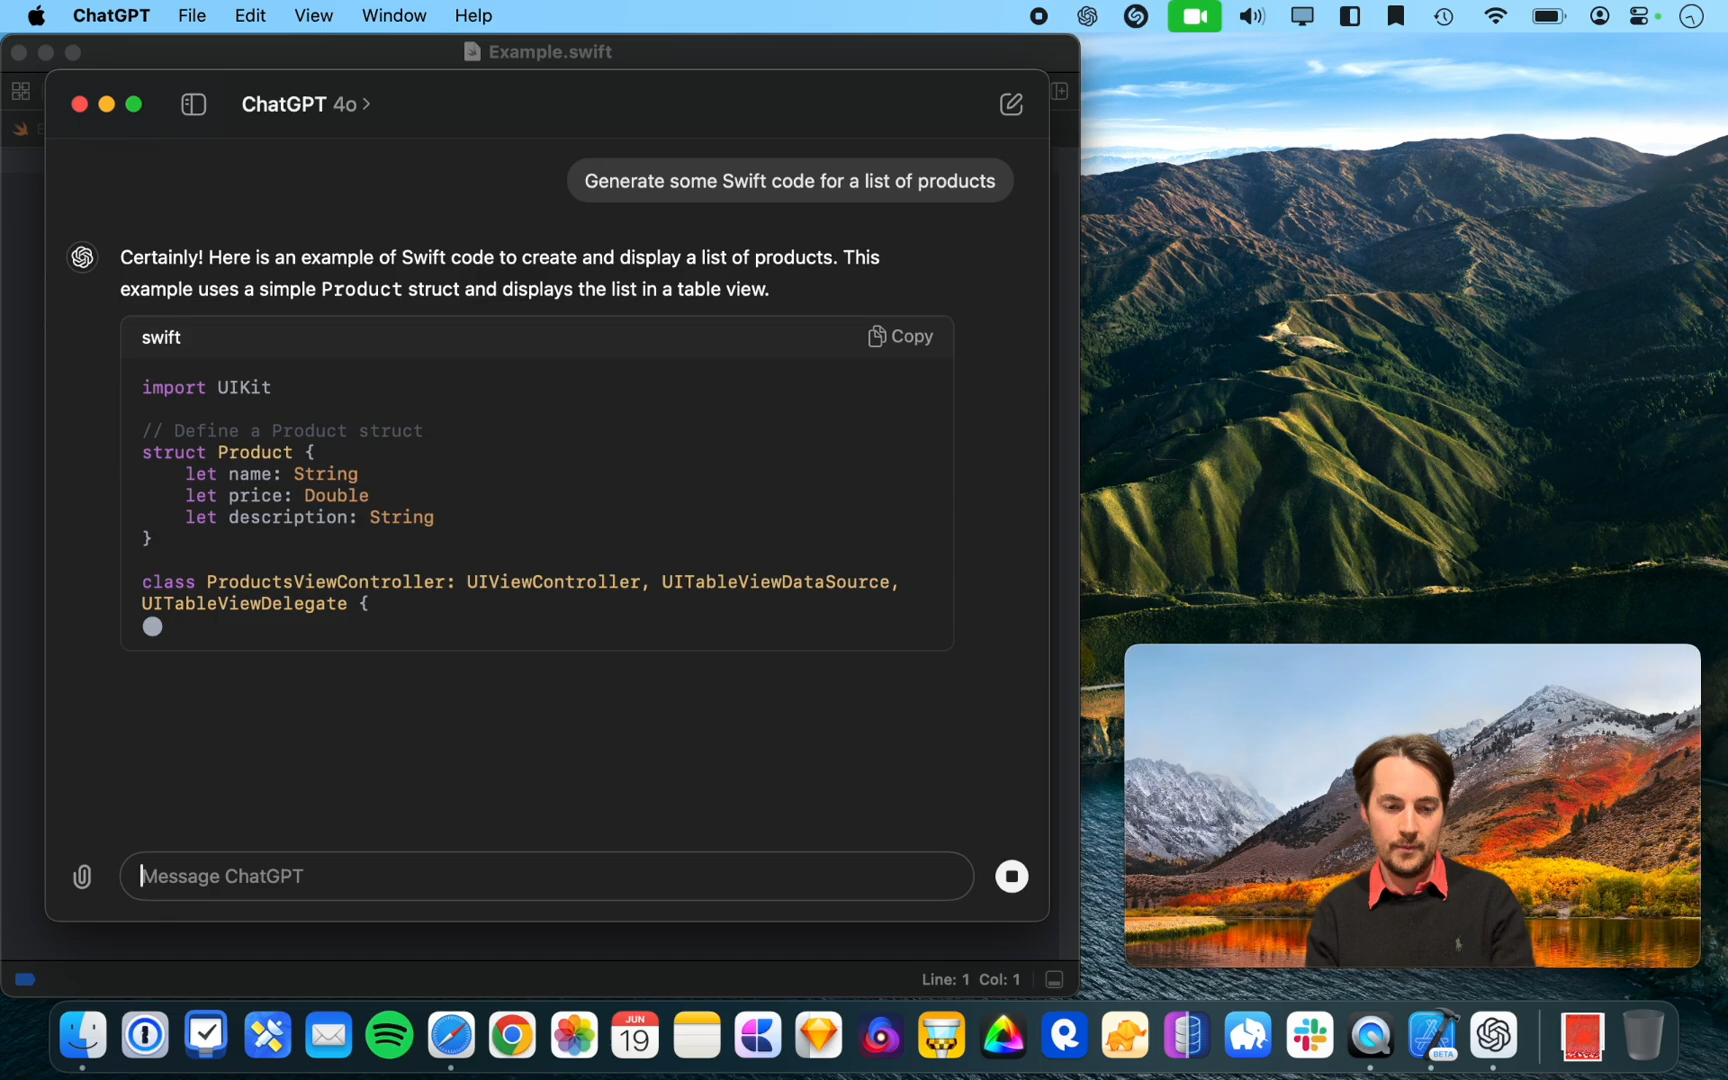 ChatGPT File Edit View Window Help
Example.swift
ChatGPT 4o >
Generate some Swift code for a list of products
Certainly! Here is an example of Swift code to create and display a list of products. This
example uses a simple Product struct and displays the list in a table view.
swift Copy
import UIKit
// Define a Product struct
struct Product {
    let name: String
    let price: Double
    let description: String
}
class ProductsViewController: UIViewController, UITableViewDataSource,
UITableViewDelegate {
Message ChatGPT
Line: 1 Col: 1
JUN
19
BETA